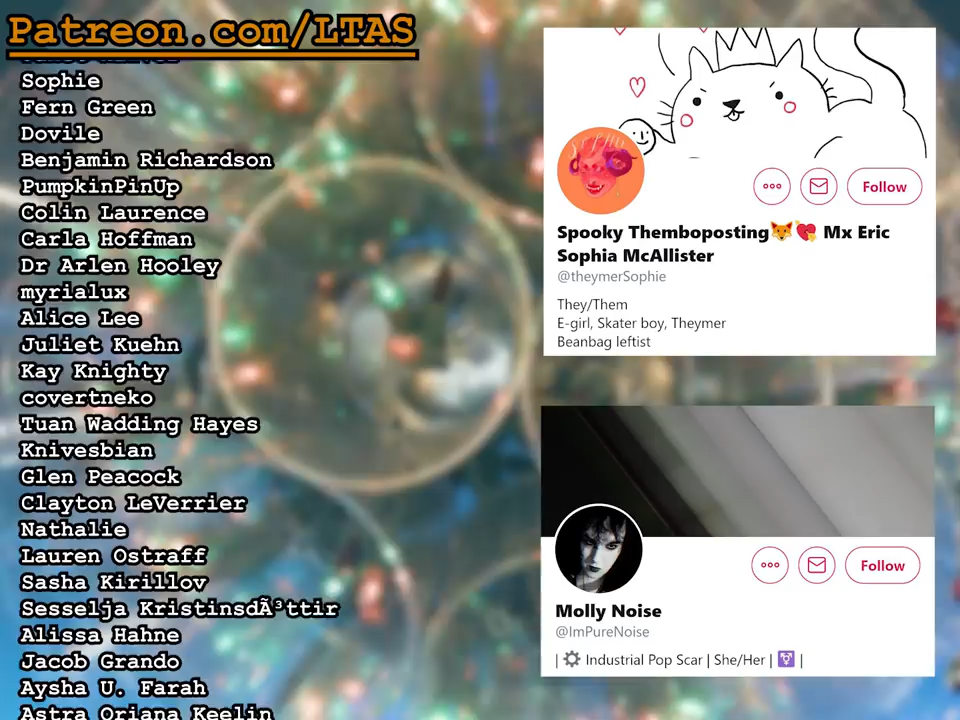 Patreon.com/LTAS
Sophie
Fern Green
Dovile
Benjamin Richardson
PumpkinPinUp
Colin Laurence
Carla Hoffman
Dr Arlen Hooley
myrialux
Alice Lee
Juliet Kuehn
Kay Knighty
covertneko
Tuan Wadding Hayes
Knivesbian
Glen Peacock
Clayton LeVerrier
Nathalie
Lauren Ostraff
Sasha Kirillov
Sesselja KristinsdÃ³ttir
Alissa Hahne
Jacob Grando
Aysha U. Farah
Astra Oriana Keelin
SOPHIE
Follow
Spooky Themboposting🦊💘 Mx Eric
Sophia McAllister
@theymerSophie
They/Them
E-girl, Skater boy, Theymer
Beanbag leftist
Follow
Molly Noise
@ImPureNoise
| ⚙ Industrial Pop Scar | She/Her | ⚧ |